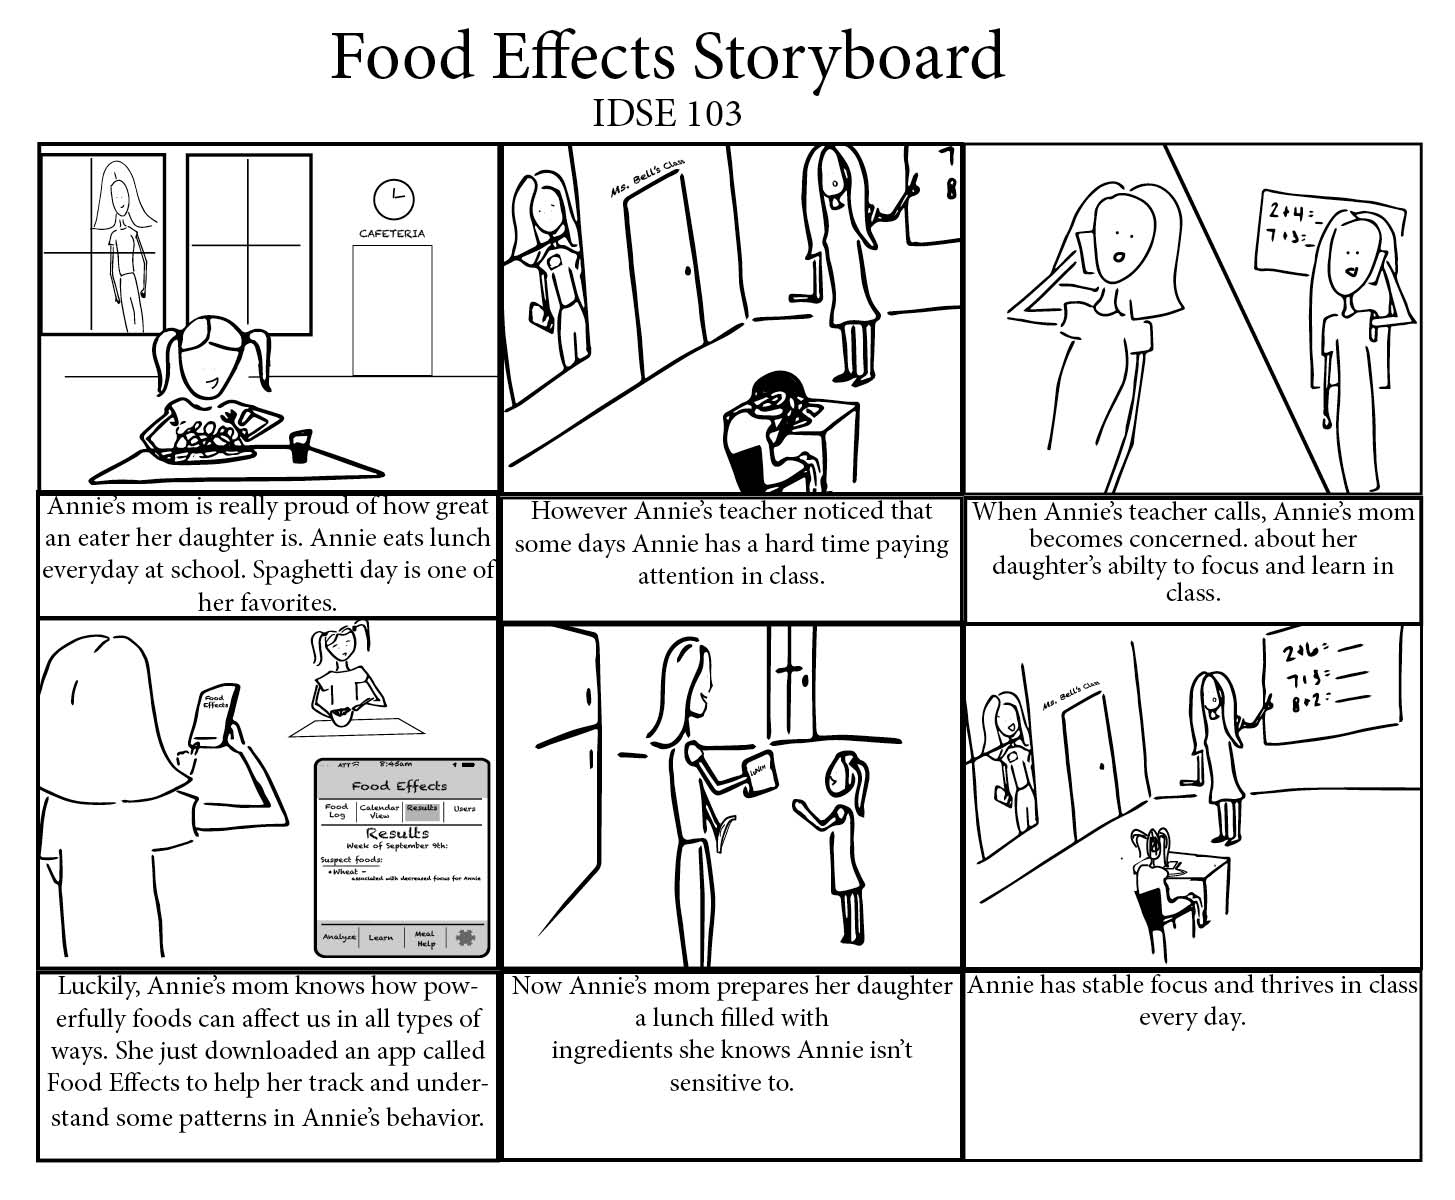 Food Effects Storyboard
IDSE 103
CAFETERIA
Annie's mom is really proud of how great
an eater her daughter is. Annie eats lunch
everyday at school. Spaghetti day is one of
her favorites.
Ms. Bell's Class
7
8
However Annie's teacher noticed that
some days Annie has a hard time paying
attention in class.
2+4=_
7+3=_
When Annie's teacher calls, Annie's mom
becomes concerned. about her
daughter's abilty to focus and learn in
class.
Food
Effects
ATT 8:45am
Food Effects
Food Log
Calendar View
Results
Users
Results
Week of September 9th:
Suspect foods:
• Wheat -
associated with decreased focus for Annie
Analyze
Learn
Meal Help
Luckily, Annie's mom knows how pow-
erfully foods can affect us in all types of
ways. She just downloaded an app called
Food Effects to help her track and under-
stand some patterns in Annie's behavior.
LUNCH
Now Annie's mom prepares her daughter
a lunch filled with
ingredients she knows Annie isn't
sensitive to.
Ms. Bell's Class
2+6=
7+3=
8+2=
Annie has stable focus and thrives in class
every day.